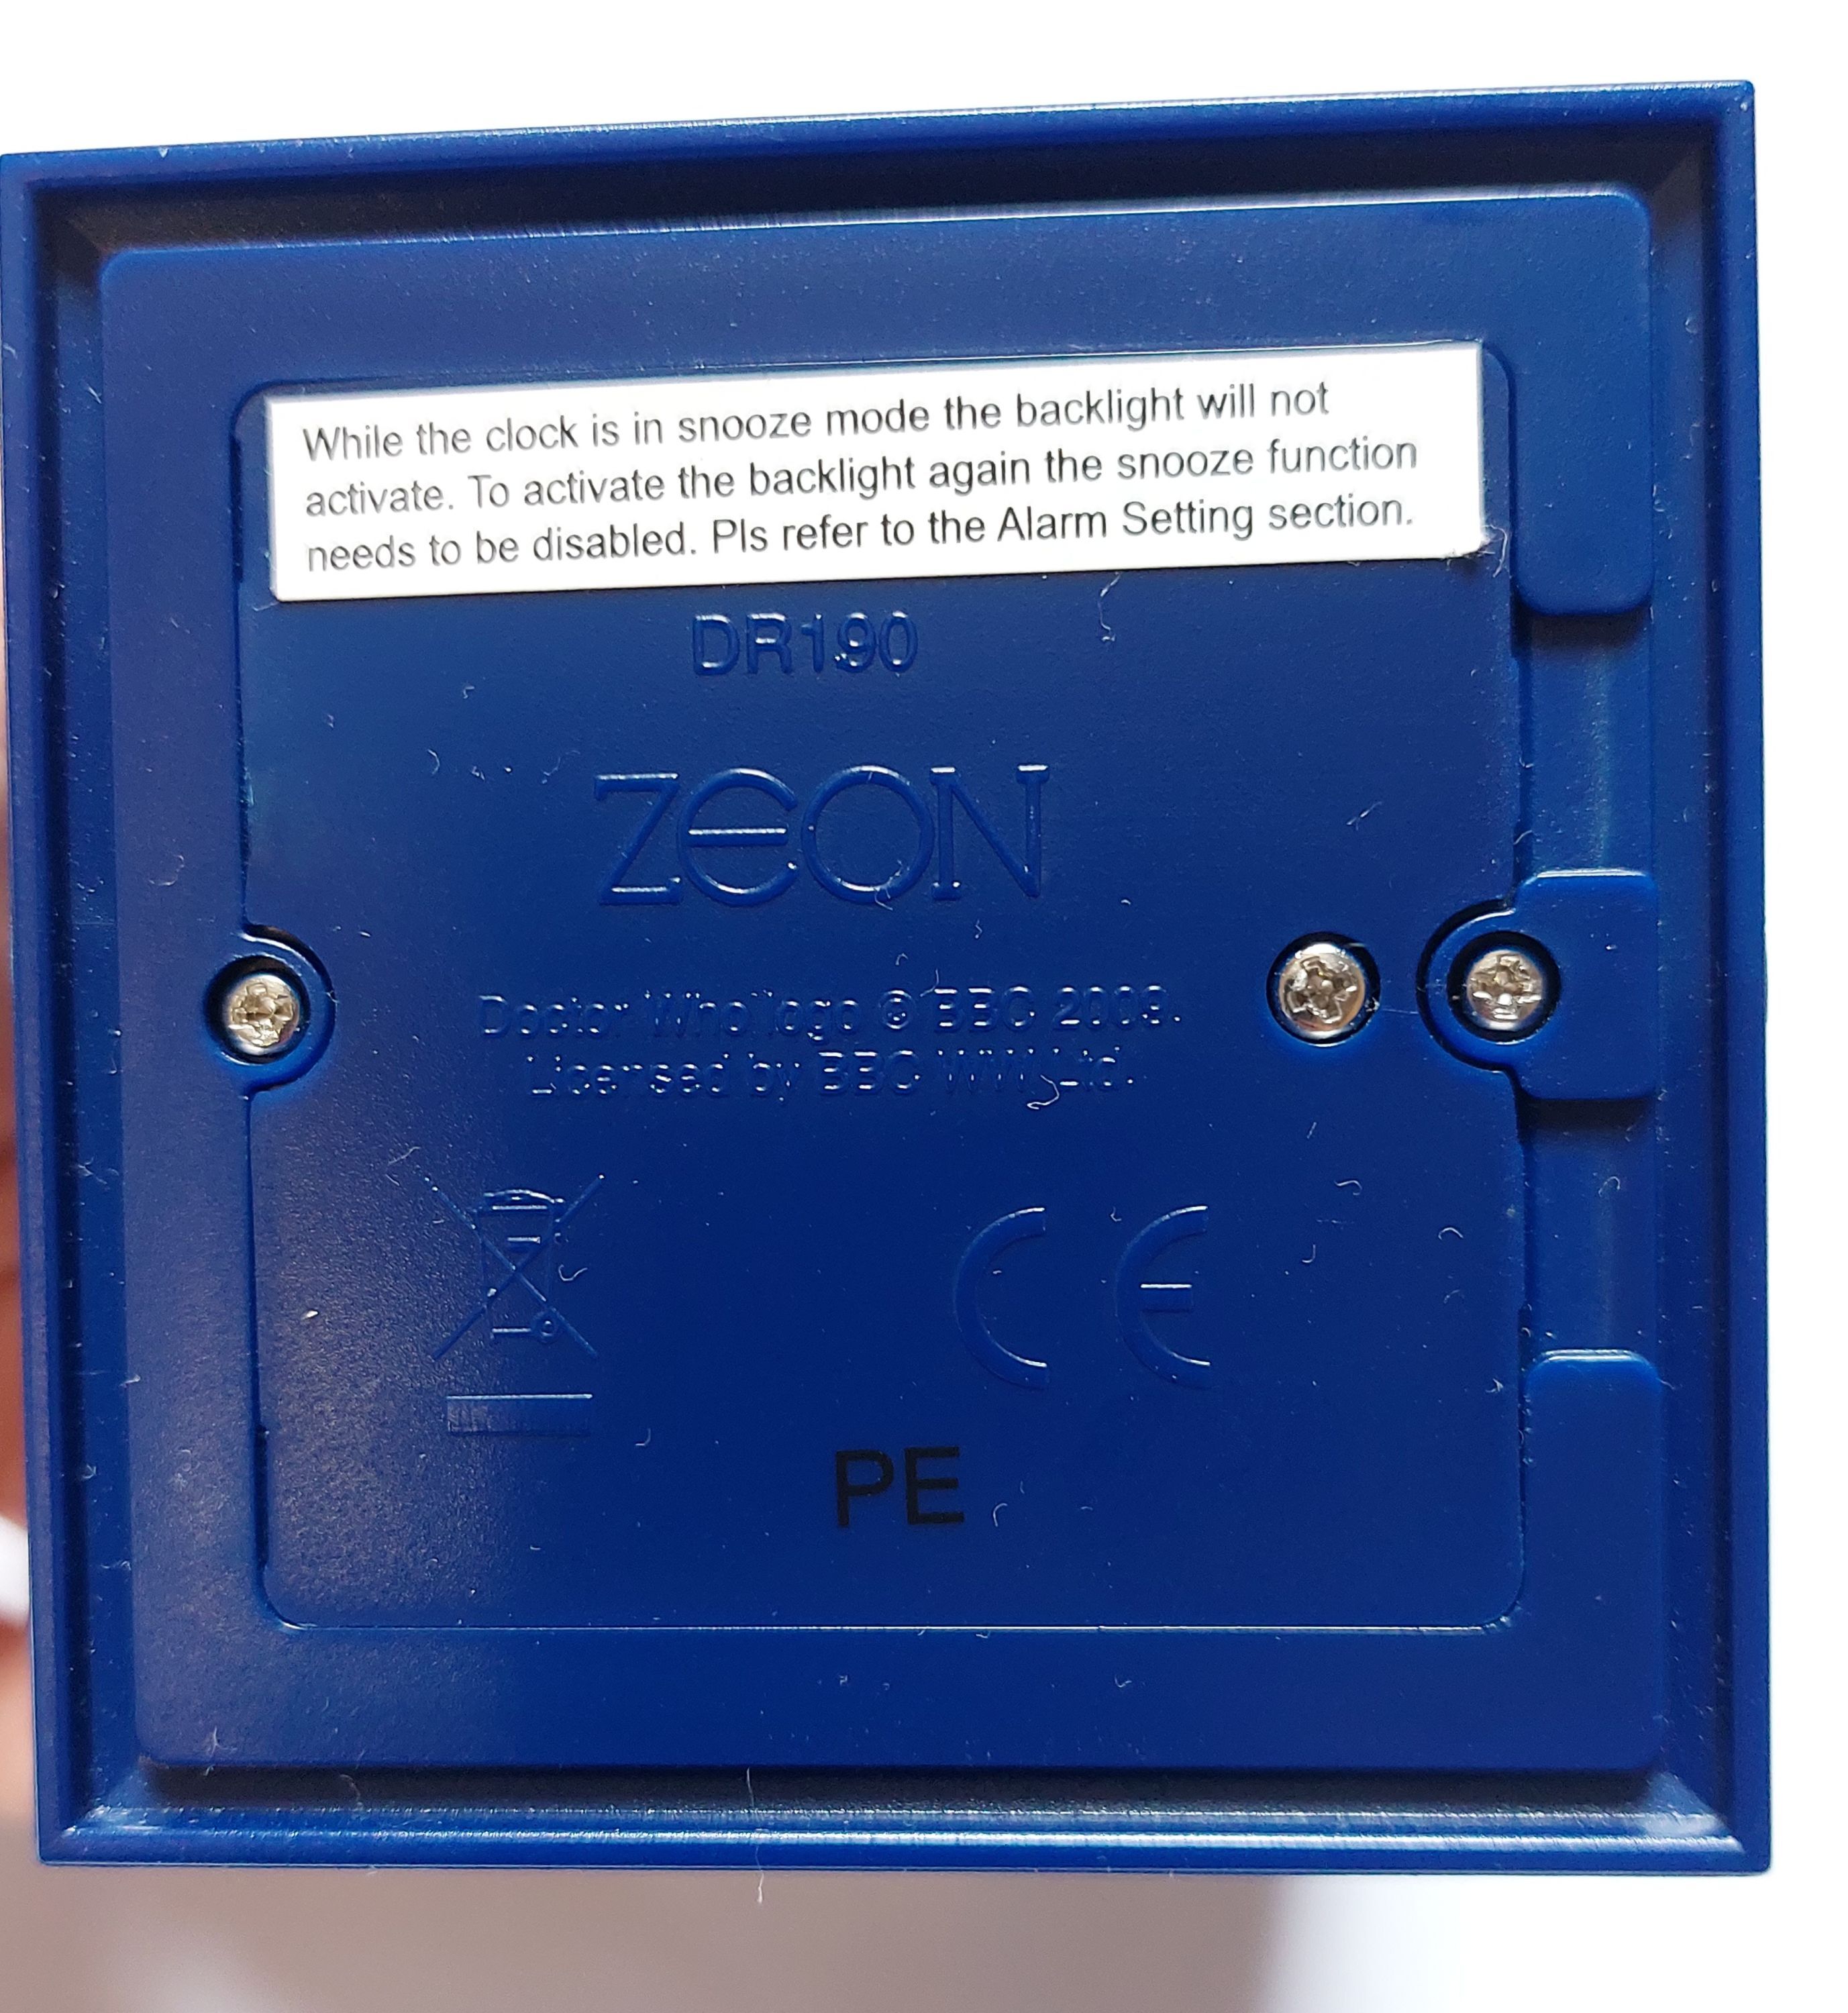 While the clock is in snooze mode the backlight will not
activate. To activate the backlight again the snooze function
needs to be disabled. Pls refer to the Alarm Setting section.
DR190
ZEON
Doctor Who logo © BBC 2009.
Licensed by BBC WW Ltd.
CE
PE